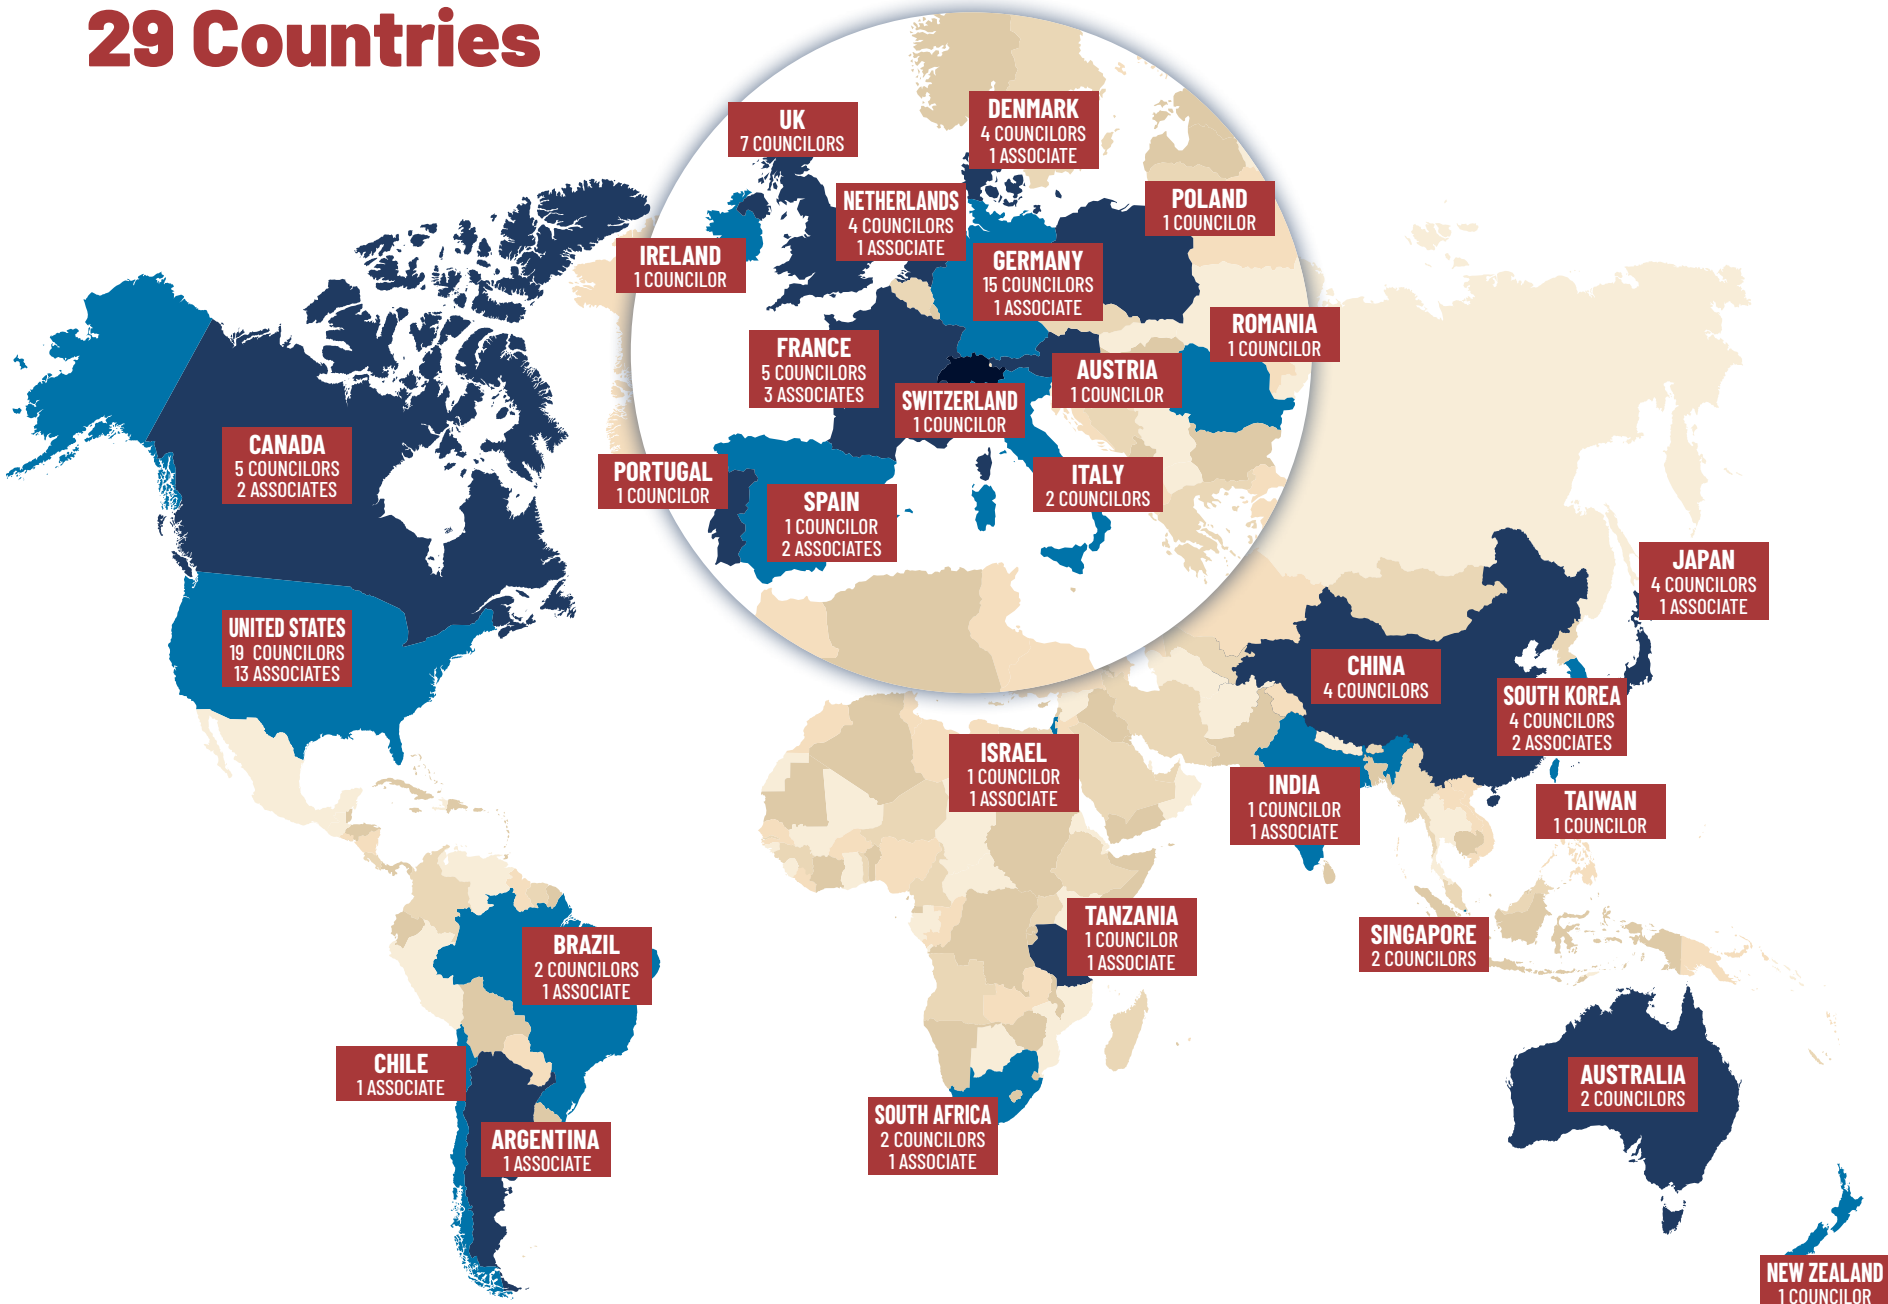 29 Countries
UK
7 COUNCILORS
DENMARK
4 COUNCILORS
1 ASSOCIATE
NETHERLANDS
4 COUNCILORS
1 ASSOCIATE
POLAND
1 COUNCILOR
IRELAND
1 COUNCILOR
GERMANY
15 COUNCILORS
1 ASSOCIATE
ROMANIA
1 COUNCILOR
FRANCE
5 COUNCILORS
3 ASSOCIATES
AUSTRIA
1 COUNCILOR
SWITZERLAND
1 COUNCILOR
PORTUGAL
1 COUNCILOR
SPAIN
1 COUNCILOR
2 ASSOCIATES
ITALY
2 COUNCILORS
CANADA
5 COUNCILORS
2 ASSOCIATES
UNITED STATES
19 COUNCILORS
13 ASSOCIATES
JAPAN
4 COUNCILORS
1 ASSOCIATE
CHINA
4 COUNCILORS
SOUTH KOREA
4 COUNCILORS
2 ASSOCIATES
ISRAEL
1 COUNCILOR
1 ASSOCIATE
INDIA
1 COUNCILOR
1 ASSOCIATE
TAIWAN
1 COUNCILOR
BRAZIL
2 COUNCILORS
1 ASSOCIATE
TANZANIA
1 COUNCILOR
1 ASSOCIATE
SINGAPORE
2 COUNCILORS
CHILE
1 ASSOCIATE
ARGENTINA
1 ASSOCIATE
SOUTH AFRICA
2 COUNCILORS
1 ASSOCIATE
AUSTRALIA
2 COUNCILORS
NEW ZEALAND
1 COUNCILOR